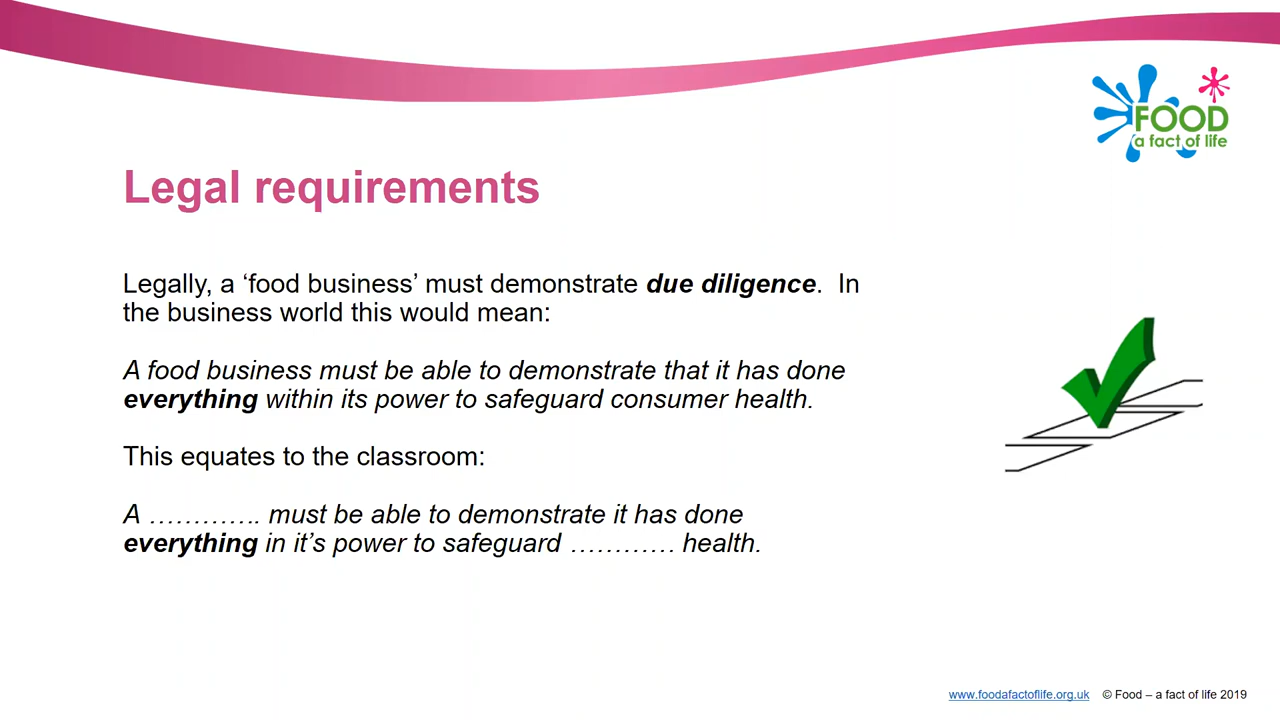 FOOD
a fact of life
Legal requirements
Legally, a ‘food business’ must demonstrate due diligence.  In
the business world this would mean:
A food business must be able to demonstrate that it has done
everything within its power to safeguard consumer health.
This equates to the classroom:
A ………….. must be able to demonstrate it has done
everything in it’s power to safeguard ………… health.
www.foodafactoflife.org.uk   © Food – a fact of life 2019